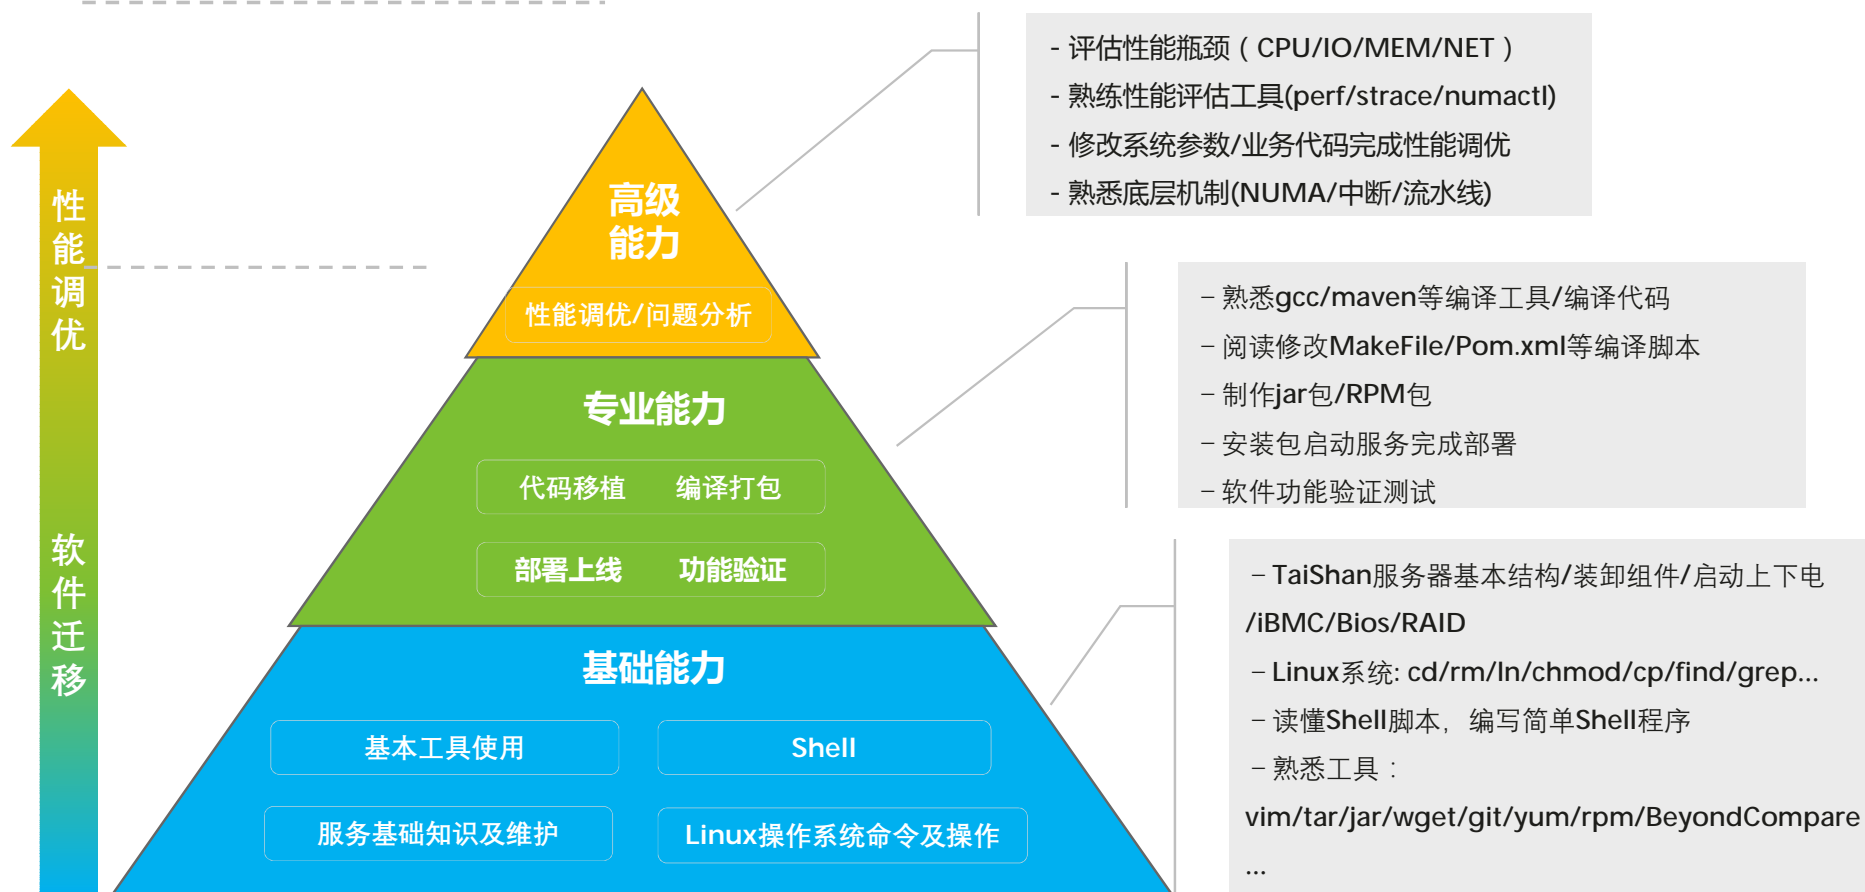 性能调优
软件迁移
高级
能力
性能调优/问题分析
专业能力
代码移植 编译打包
部署上线 功能验证
基础能力
基本工具使用 Shell
服务基础知识及维护 Linux操作系统命令及操作
- 评估性能瓶颈（CPU/IO/MEM/NET）
- 熟练性能评估工具(perf/strace/numactl)
- 修改系统参数/业务代码完成性能调优
- 熟悉底层机制(NUMA/中断/流水线)
– 熟悉gcc/maven等编译工具/编译代码
– 阅读修改MakeFile/Pom.xml等编译脚本
– 制作jar包/RPM包
– 安装包启动服务完成部署
– 软件功能验证测试
– TaiShan服务器基本结构/装卸组件/启动上下电
/iBMC/Bios/RAID
– Linux系统: cd/rm/ln/chmod/cp/find/grep...
– 读懂Shell脚本，编写简单Shell程序
– 熟悉工具：
vim/tar/jar/wget/git/yum/rpm/BeyondCompare
...